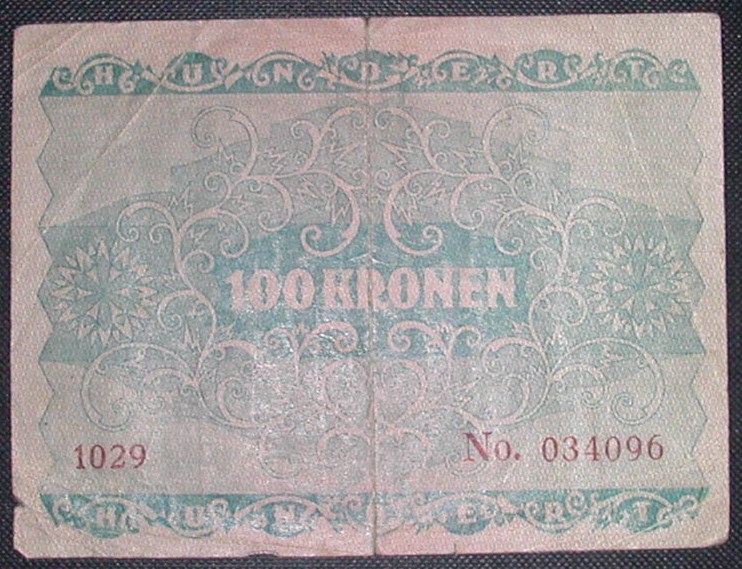 HUNDERT
100 KRONEN
1029 No. 034096
HUNDERT